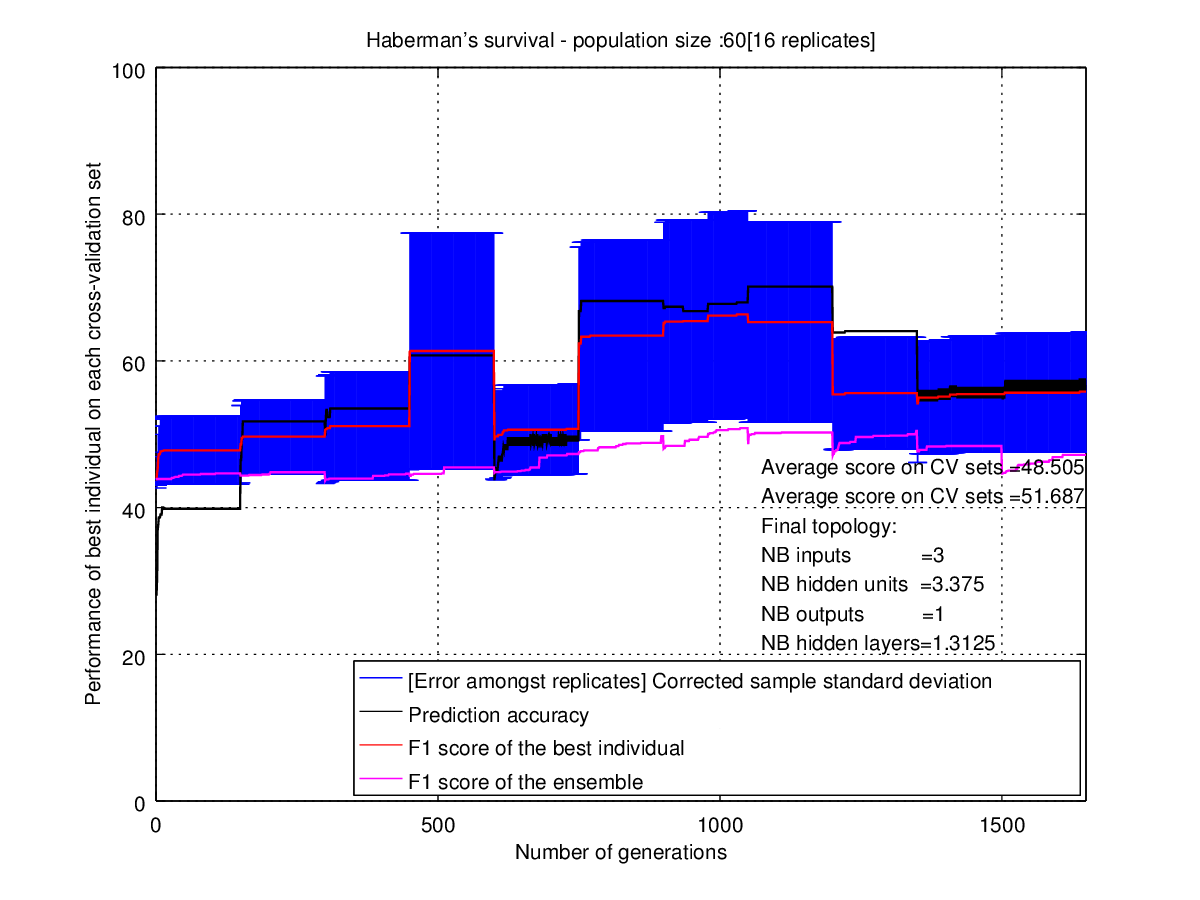 Haberman's survival - population size :60[16 replicates]
Performance of best individual on each cross-validation set
100
80
60
40
20
0
Average score on CV sets =48.505
Average score on CV sets =51.687
Final topology:
NB inputs =3
NB hidden units =3.375
NB outputs =1
NB hidden layers=1.3125
[Error amongst replicates] Corrected sample standard deviation
Prediction accuracy
F1 score of the best individual
F1 score of the ensemble
0 500 1000 1500
Number of generations